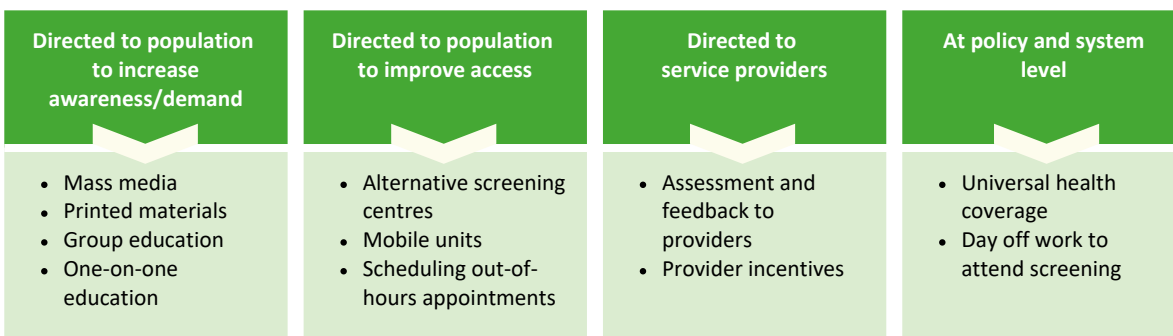 Directed to population
to increase
awareness/demand
• Mass media
• Printed materials
• Group education
• One-on-one
education
Directed to population
to improve access
• Alternative screening
centres
• Mobile units
• Scheduling out-of-
hours appointments
Directed to
service providers
• Assessment and
feedback to
providers
• Provider incentives
At policy and system
level
• Universal health
coverage
• Day off work to
attend screening